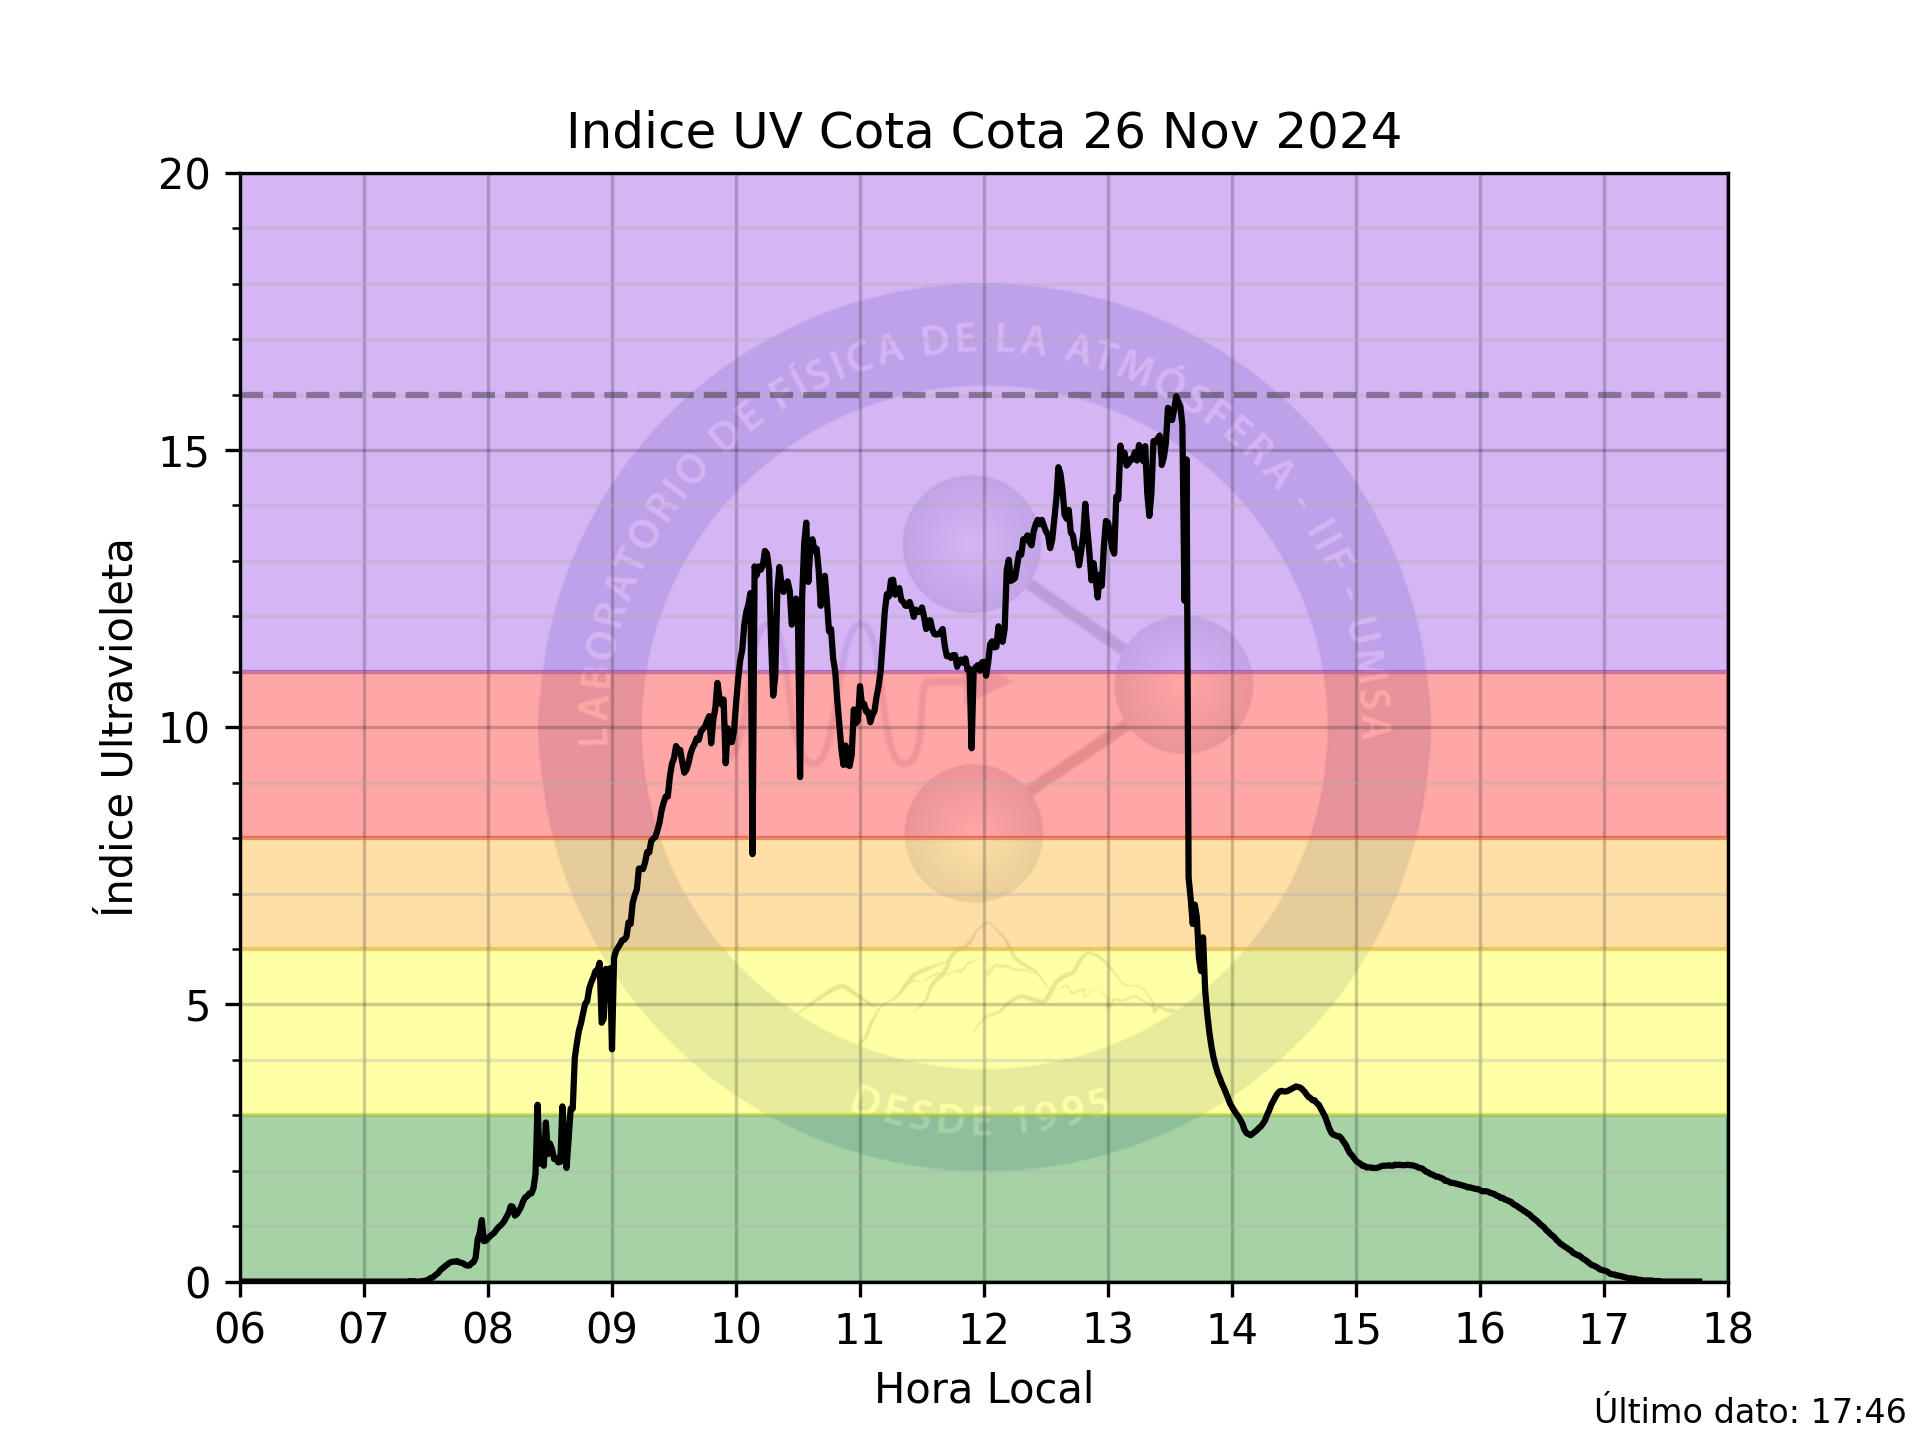 Indice UV Cota Cota 26 Nov 2024
20
15
10
5
0
Índice Ultravioleta
LABORATORIO DE FÍSICA DE LA ATMÓSFERA - IIF - UMSA
DESDE 1995
06 07 08 09 10 11 12 13 14 15 16 17 18
Hora Local
Último dato: 17:46